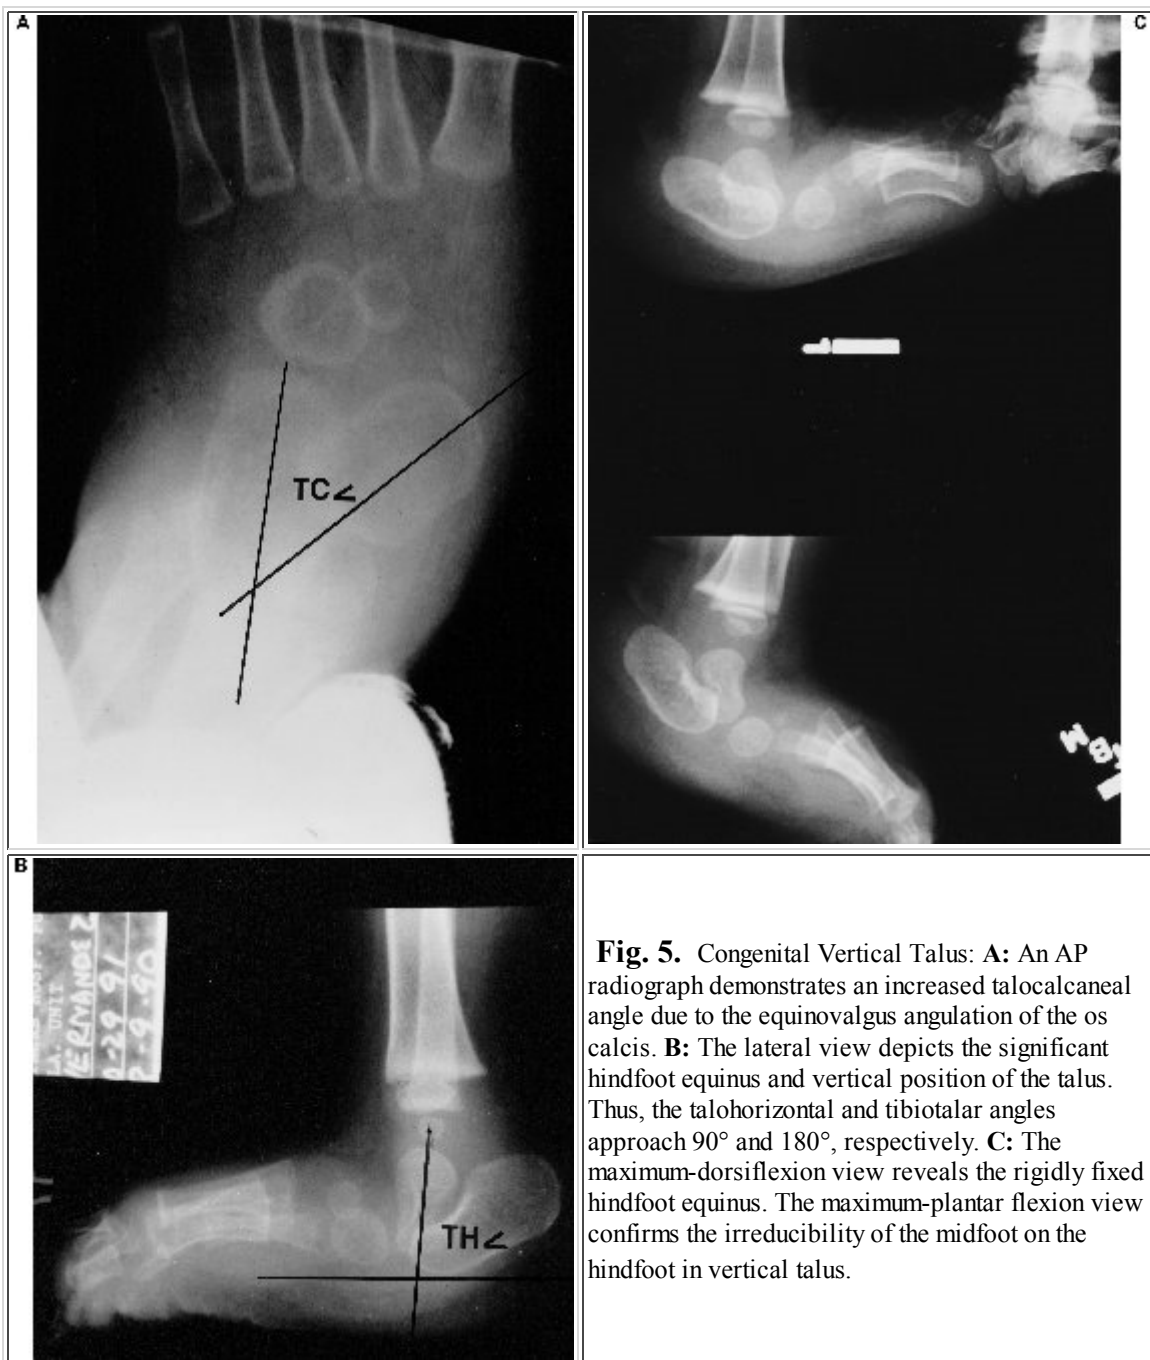 A
C
TC<
B
LA. UNIT
TH<
Fig. 5. Congenital Vertical Talus: A: An AP
radiograph demonstrates an increased talocalcaneal
angle due to the equinovalgus angulation of the os
calcis. B: The lateral view depicts the significant
hindfoot equinus and vertical position of the talus.
Thus, the talohorizontal and tibiotalar angles
approach 90° and 180°, respectively. C: The
maximum-dorsiflexion view reveals the rigidly fixed
hindfoot equinus. The maximum-plantar flexion view
confirms the irreducibility of the midfoot on the
hindfoot in vertical talus.